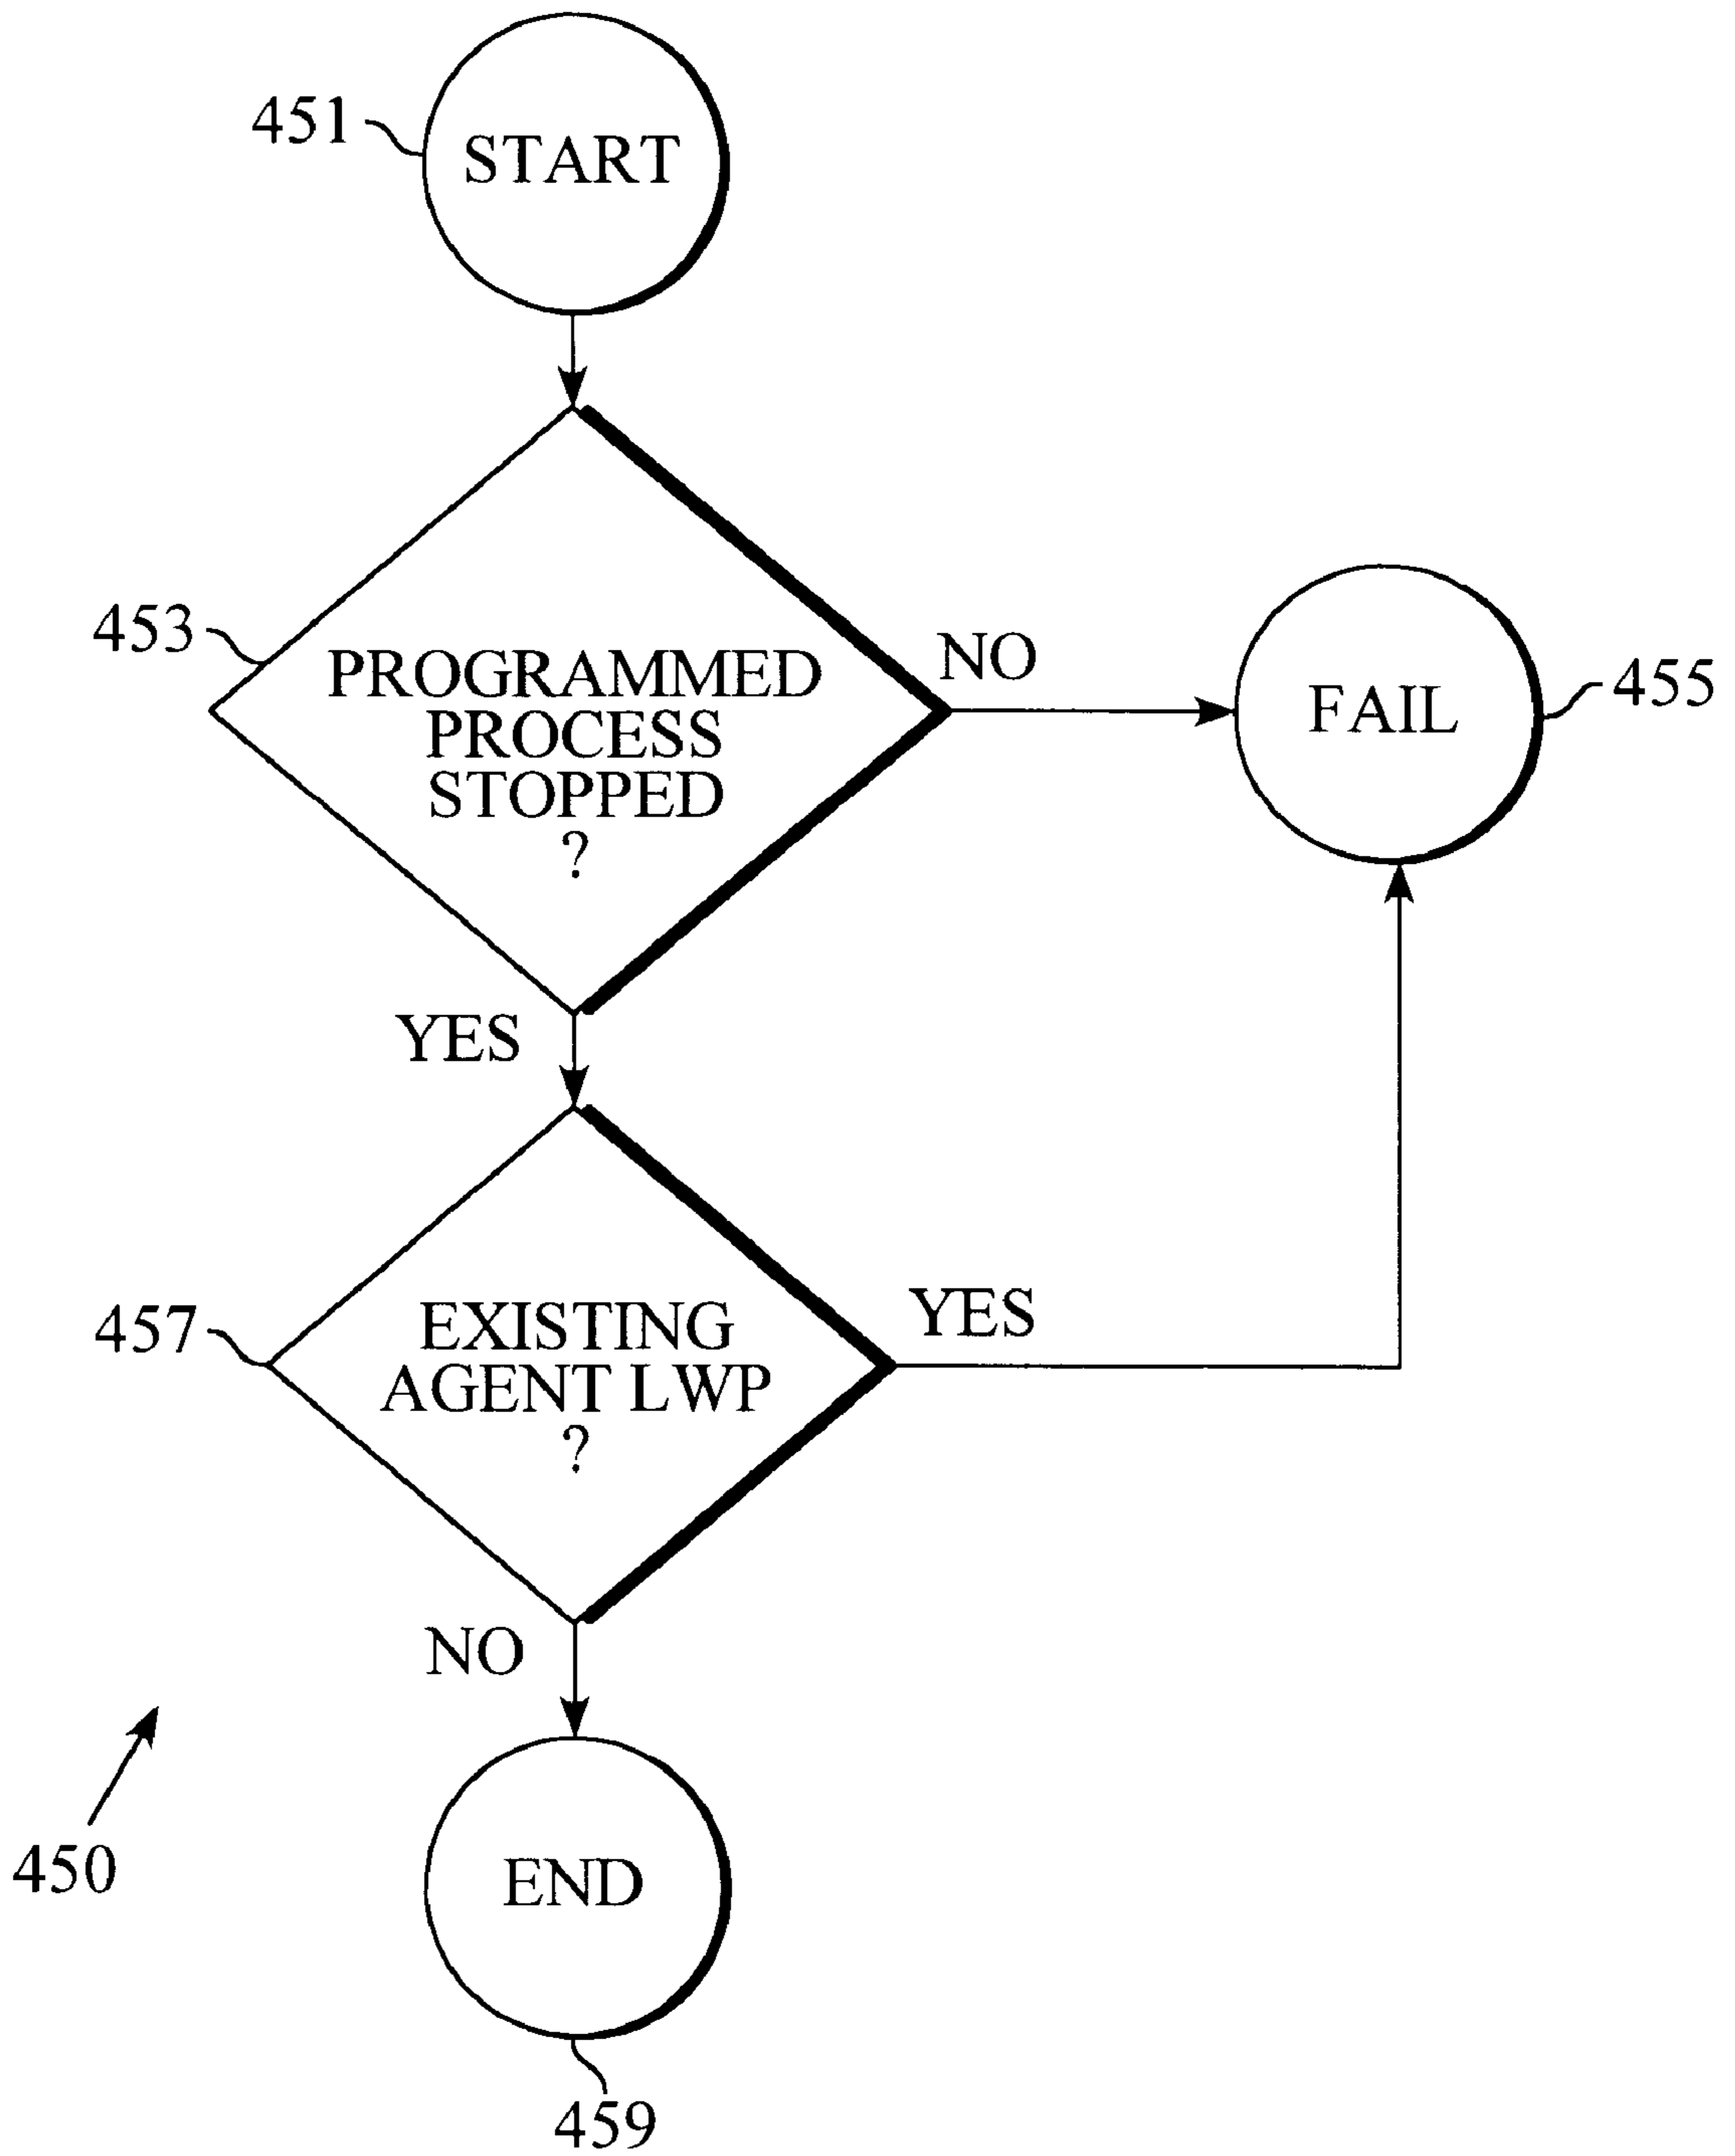 451
START
453
PROGRAMMED
PROCESS
STOPPED
?
NO
FAIL
455
YES
457
EXISTING
AGENT LWP
?
YES
NO
450
END
459